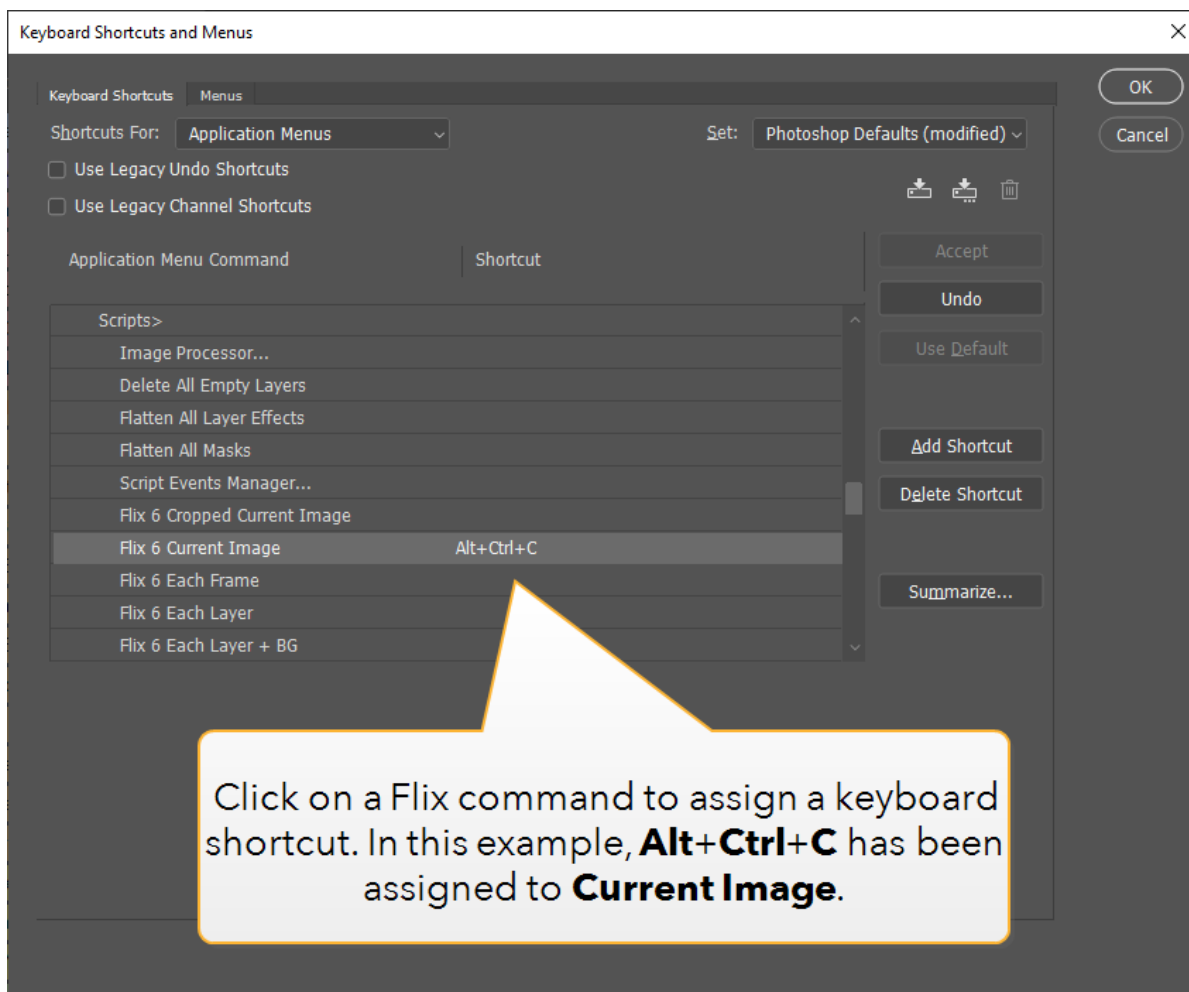 Keyboard Shortcuts and Menus
Keyboard Shortcuts Menus
OK
Shortcuts For: Application Menus Set: Photoshop Defaults (modified)
Cancel
Use Legacy Undo Shortcuts
Use Legacy Channel Shortcuts
Application Menu Command Shortcut
Accept
Undo
Scripts>
Image Processor...
Use Default
Delete All Empty Layers
Flatten All Layer Effects
Flatten All Masks
Add Shortcut
Script Events Manager...
Delete Shortcut
Flix 6 Cropped Current Image
Flix 6 Current Image Alt+Ctrl+C
Flix 6 Each Frame
Summarize...
Flix 6 Each Layer
Flix 6 Each Layer + BG
Click on a Flix command to assign a keyboard
shortcut. In this example, Alt+Ctrl+C has been
assigned to Current Image.